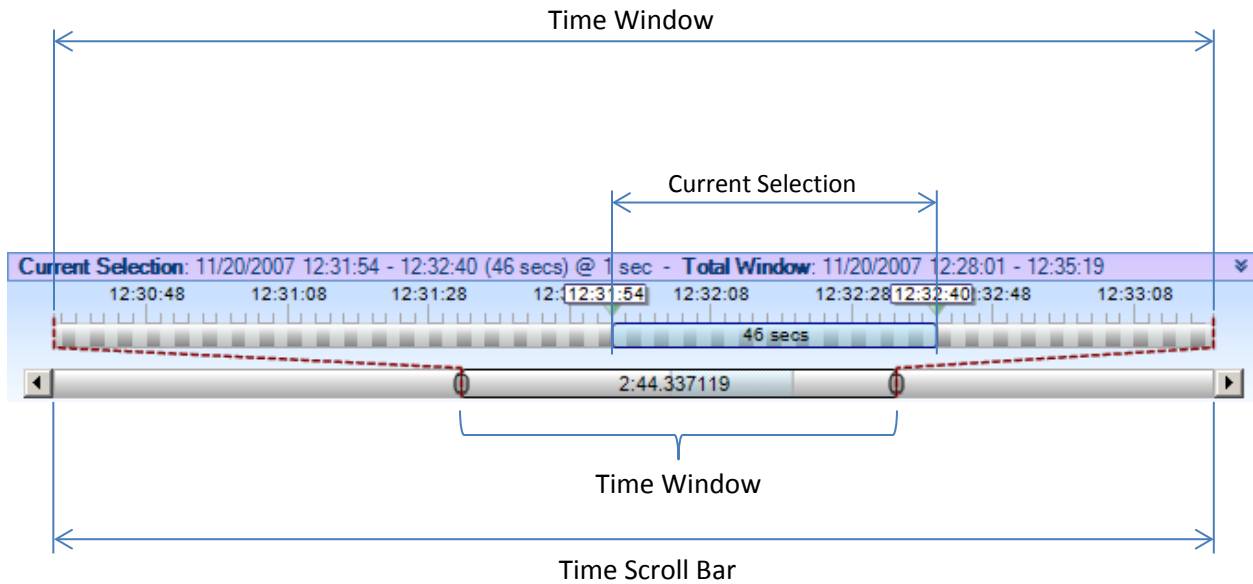 Time Window
Current Selection
Current Selection: 11/20/2007 12:31:54 - 12:32:40 (46 secs) @ 1 sec - Total Window: 11/20/2007 12:28:01 - 12:35:19
12:30:48 12:31:08 12:31:28 12: 12:31:54 12:32:08 12:32:28 12:32:40 :32:48 12:33:08
46 secs
2:44.337119
Time Window
Time Scroll Bar